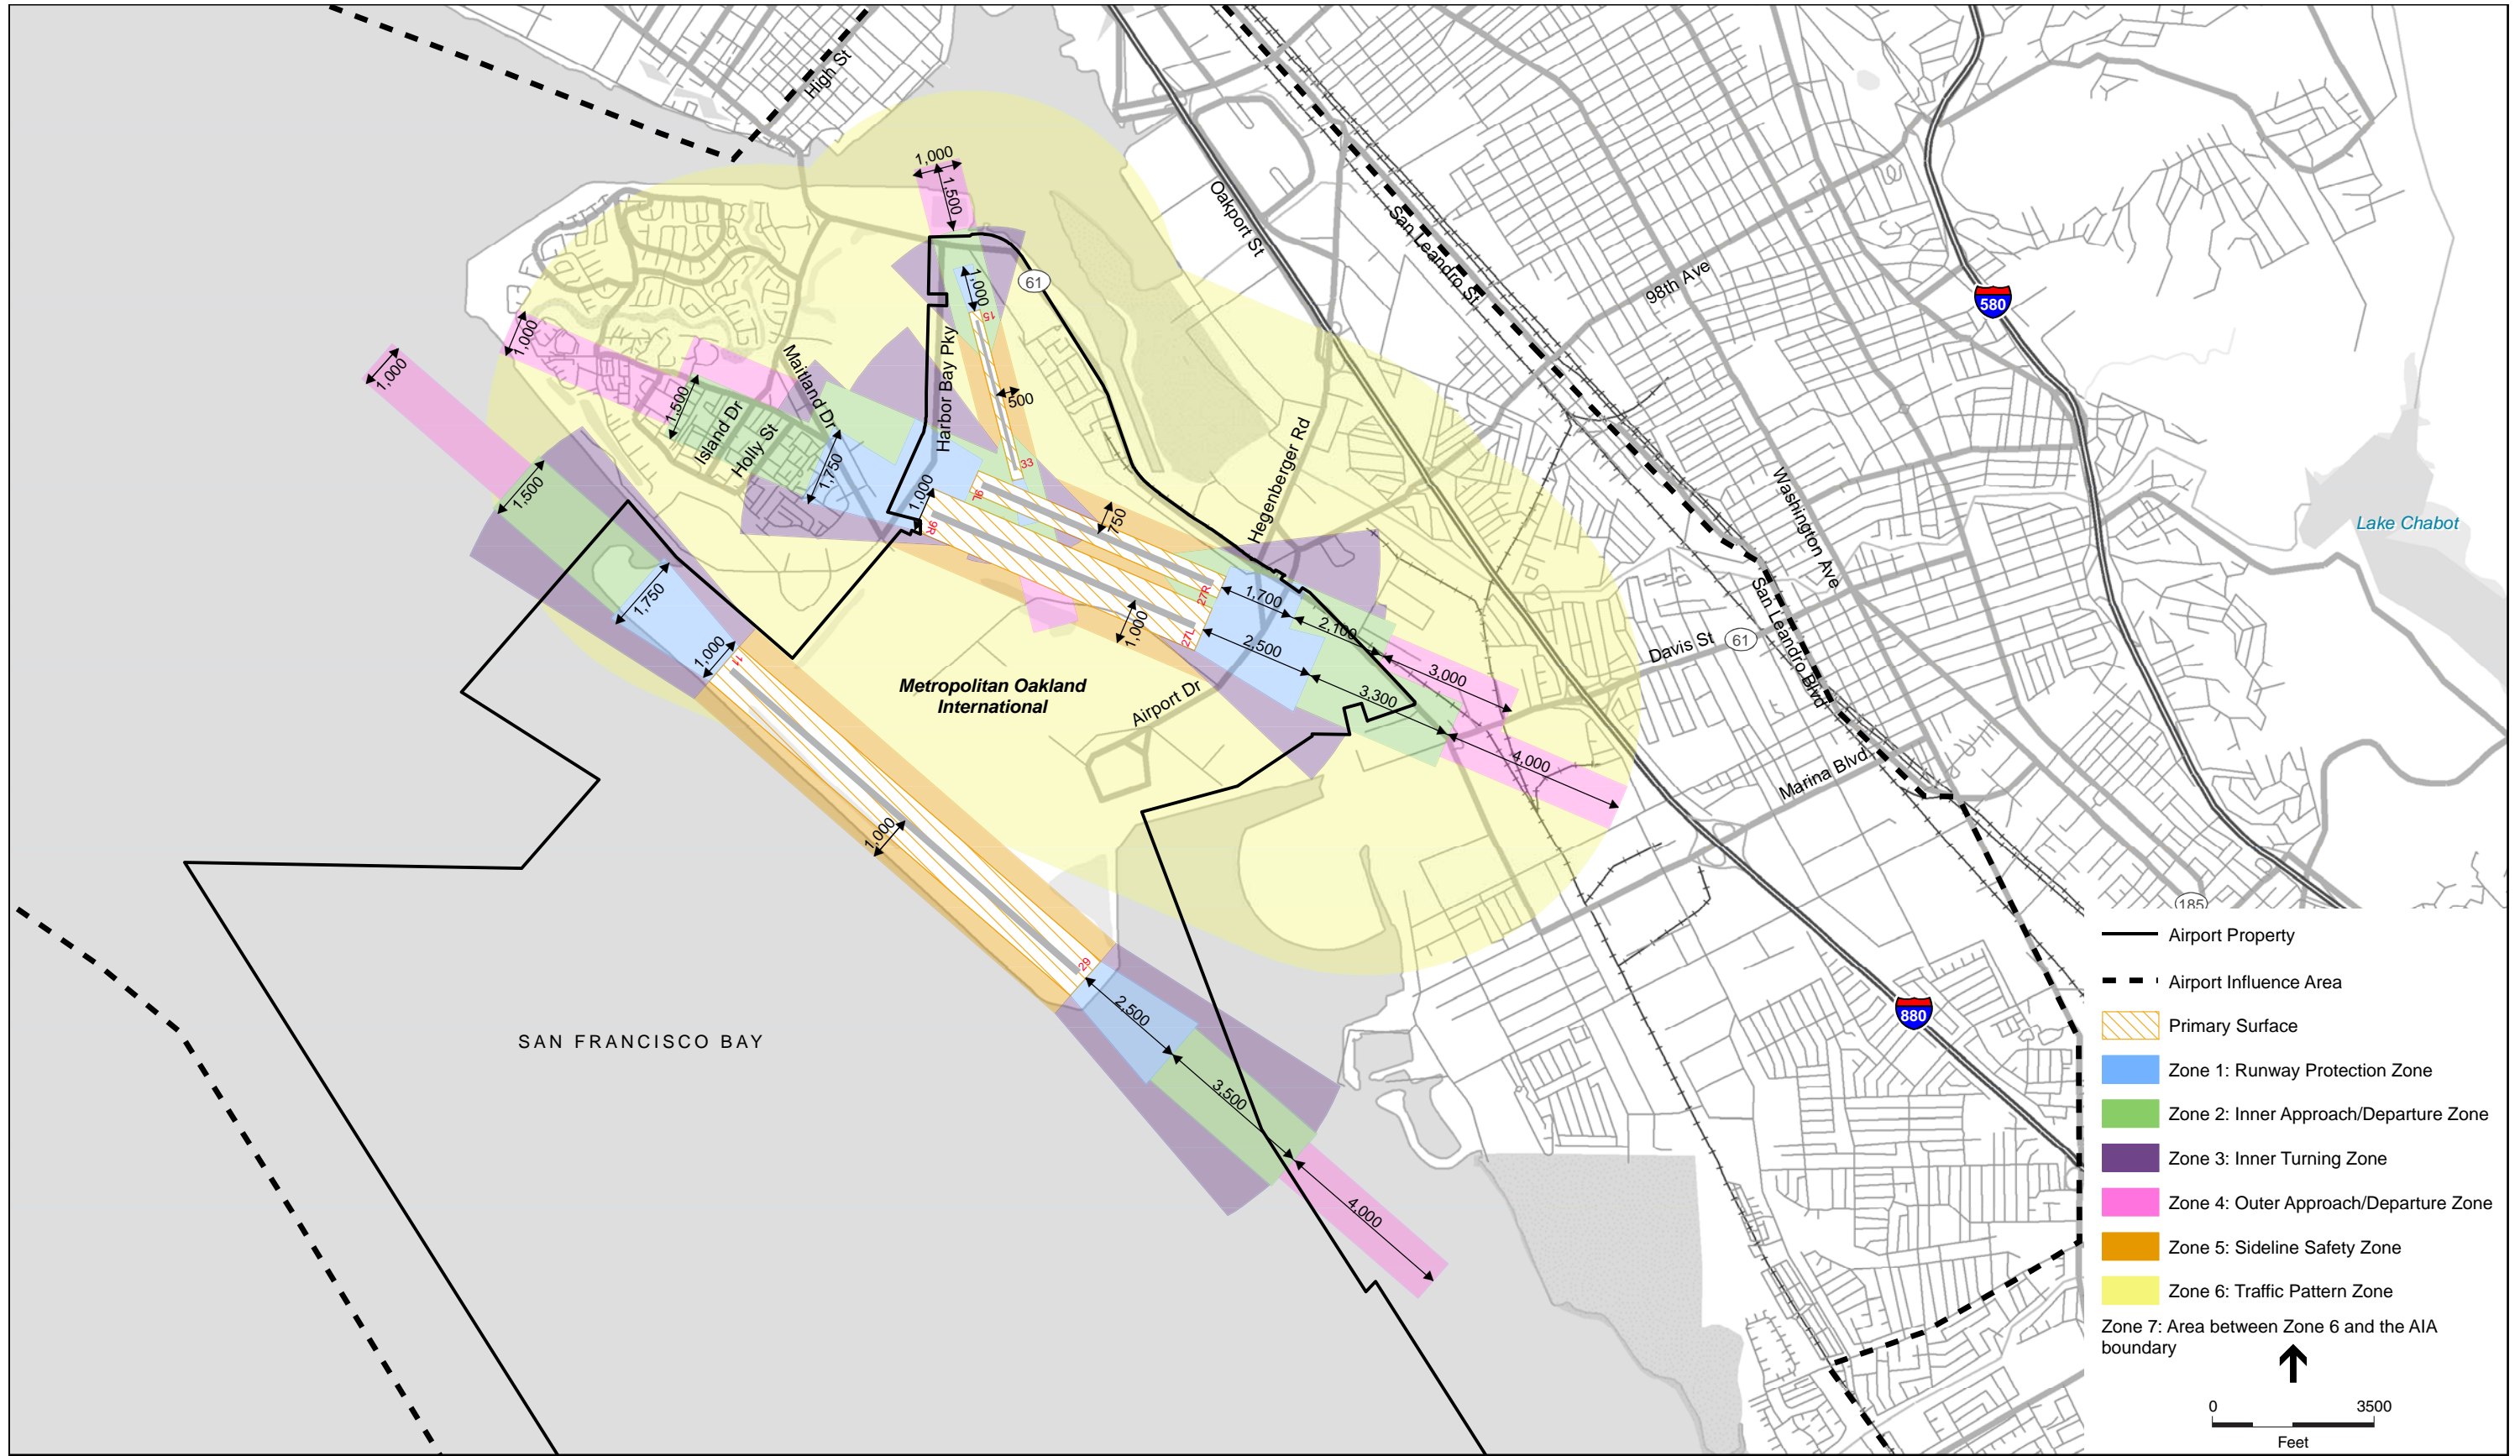 High St
1,000
1,500
61
Oakport St
San Leandro St
98th Ave
580
1,000
15
1,000
1,000
Maitland Dr
Harbor Bay Pky
500
1,500
Island Dr
Holly St
1,750
33
Hegenberger Rd
1,500
1,000
9L
9R
750
Washington Ave
Lake Chabot
1,750
27R
1,700
2,100
1,000
27L
2,500
3,000
3,300
Davis St
61
San Leandro Blvd
1,000
11
Metropolitan Oakland
International
Airport Dr
4,000
Marina Blvd
1,000
185
29
2,500
SAN FRANCISCO BAY
880
3,500
4,000
Airport Property
Airport Influence Area
Primary Surface
Zone 1: Runway Protection Zone
Zone 2: Inner Approach/Departure Zone
Zone 3: Inner Turning Zone
Zone 4: Outer Approach/Departure Zone
Zone 5: Sideline Safety Zone
Zone 6: Traffic Pattern Zone
Zone 7: Area between Zone 6 and the AIA
boundary
0 3500
Feet